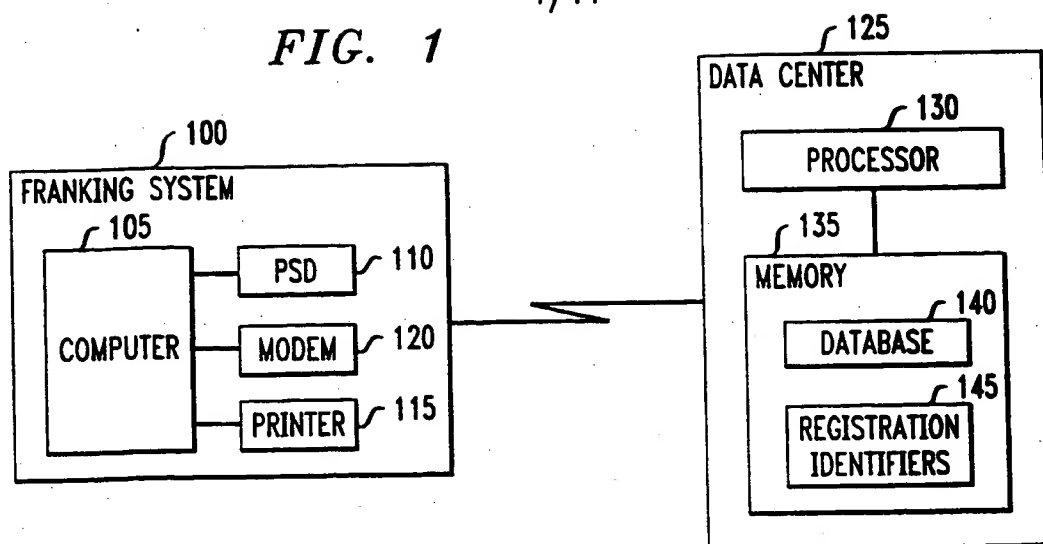 FIG. 1
125
DATA CENTER
130
PROCESSOR
135
MEMORY
140
DATABASE
145
REGISTRATION
IDENTIFIERS
100
FRANKING SYSTEM
105
COMPUTER
PSD
110
MODEM
120
PRINTER
115